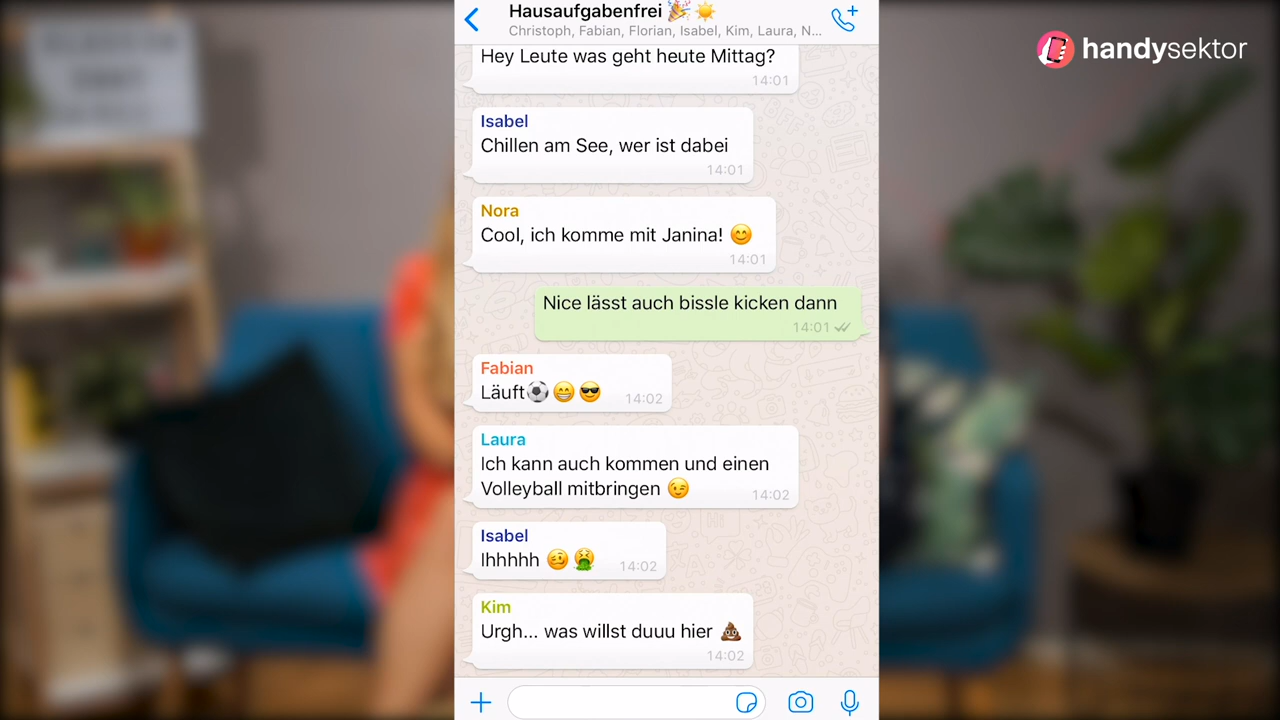 Hausaufgabenfrei 🎉 ☀️
Christoph, Fabian, Florian, Isabel, Kim, Laura, N...
handysektor
Hey Leute was geht heute Mittag?
14:01
Isabel
Chillen am See, wer ist dabei
14:01
Nora
Cool, ich komme mit Janina! 😊
14:01
Nice lässt auch bissle kicken dann
14:01
Fabian
Läuft⚽😁😎
14:02
Laura
Ich kann auch kommen und einen
Volleyball mitbringen 😉
14:02
Isabel
Ihhhhh 🥴🤮
14:02
Kim
Urgh... was willst duuu hier 💩
14:02